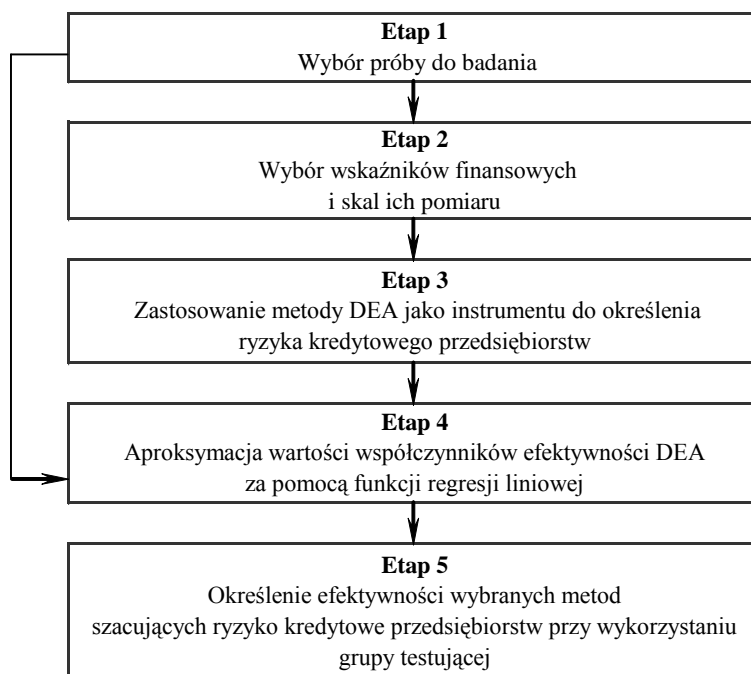 Etap 1
Wybór próby do badania
Etap 2
Wybór wskaźników finansowych
i skal ich pomiaru
Etap 3
Zastosowanie metody DEA jako instrumentu do określenia
ryzyka kredytowego przedsiębiorstw
Etap 4
Aproksymacja wartości współczynników efektywności DEA
za pomocą funkcji regresji liniowej
Etap 5
Określenie efektywności wybranych metod
szacujących ryzyko kredytowe przedsiębiorstw przy wykorzystaniu
grupy testującej